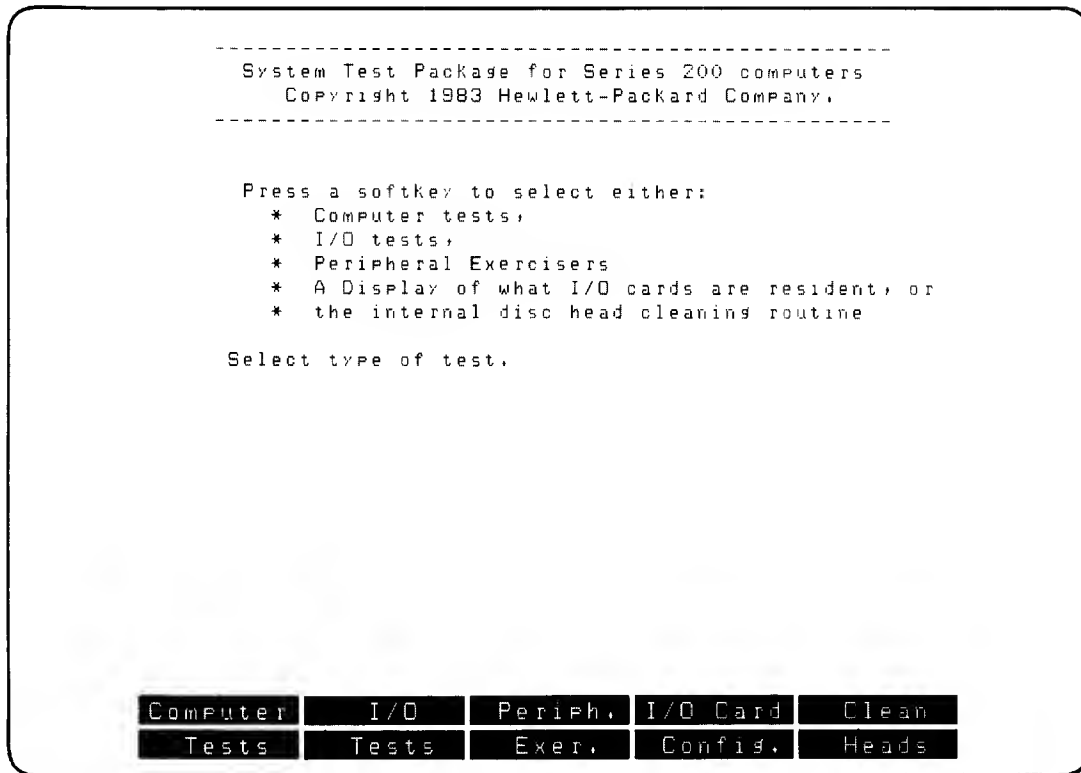 ------------------------------------------------
System Test Package for Series 200 computers
Copyright 1983 Hewlett-Packard Company.
------------------------------------------------
Press a softkey to select either:
* Computer tests,
* I/O tests,
* Peripheral Exercisers
* A Display of what I/O cards are resident, or
* the internal disc head cleaning routine
Select type of test.
Computer I/O Periph. I/O Card Clean
Tests Tests Exer. Config. Heads